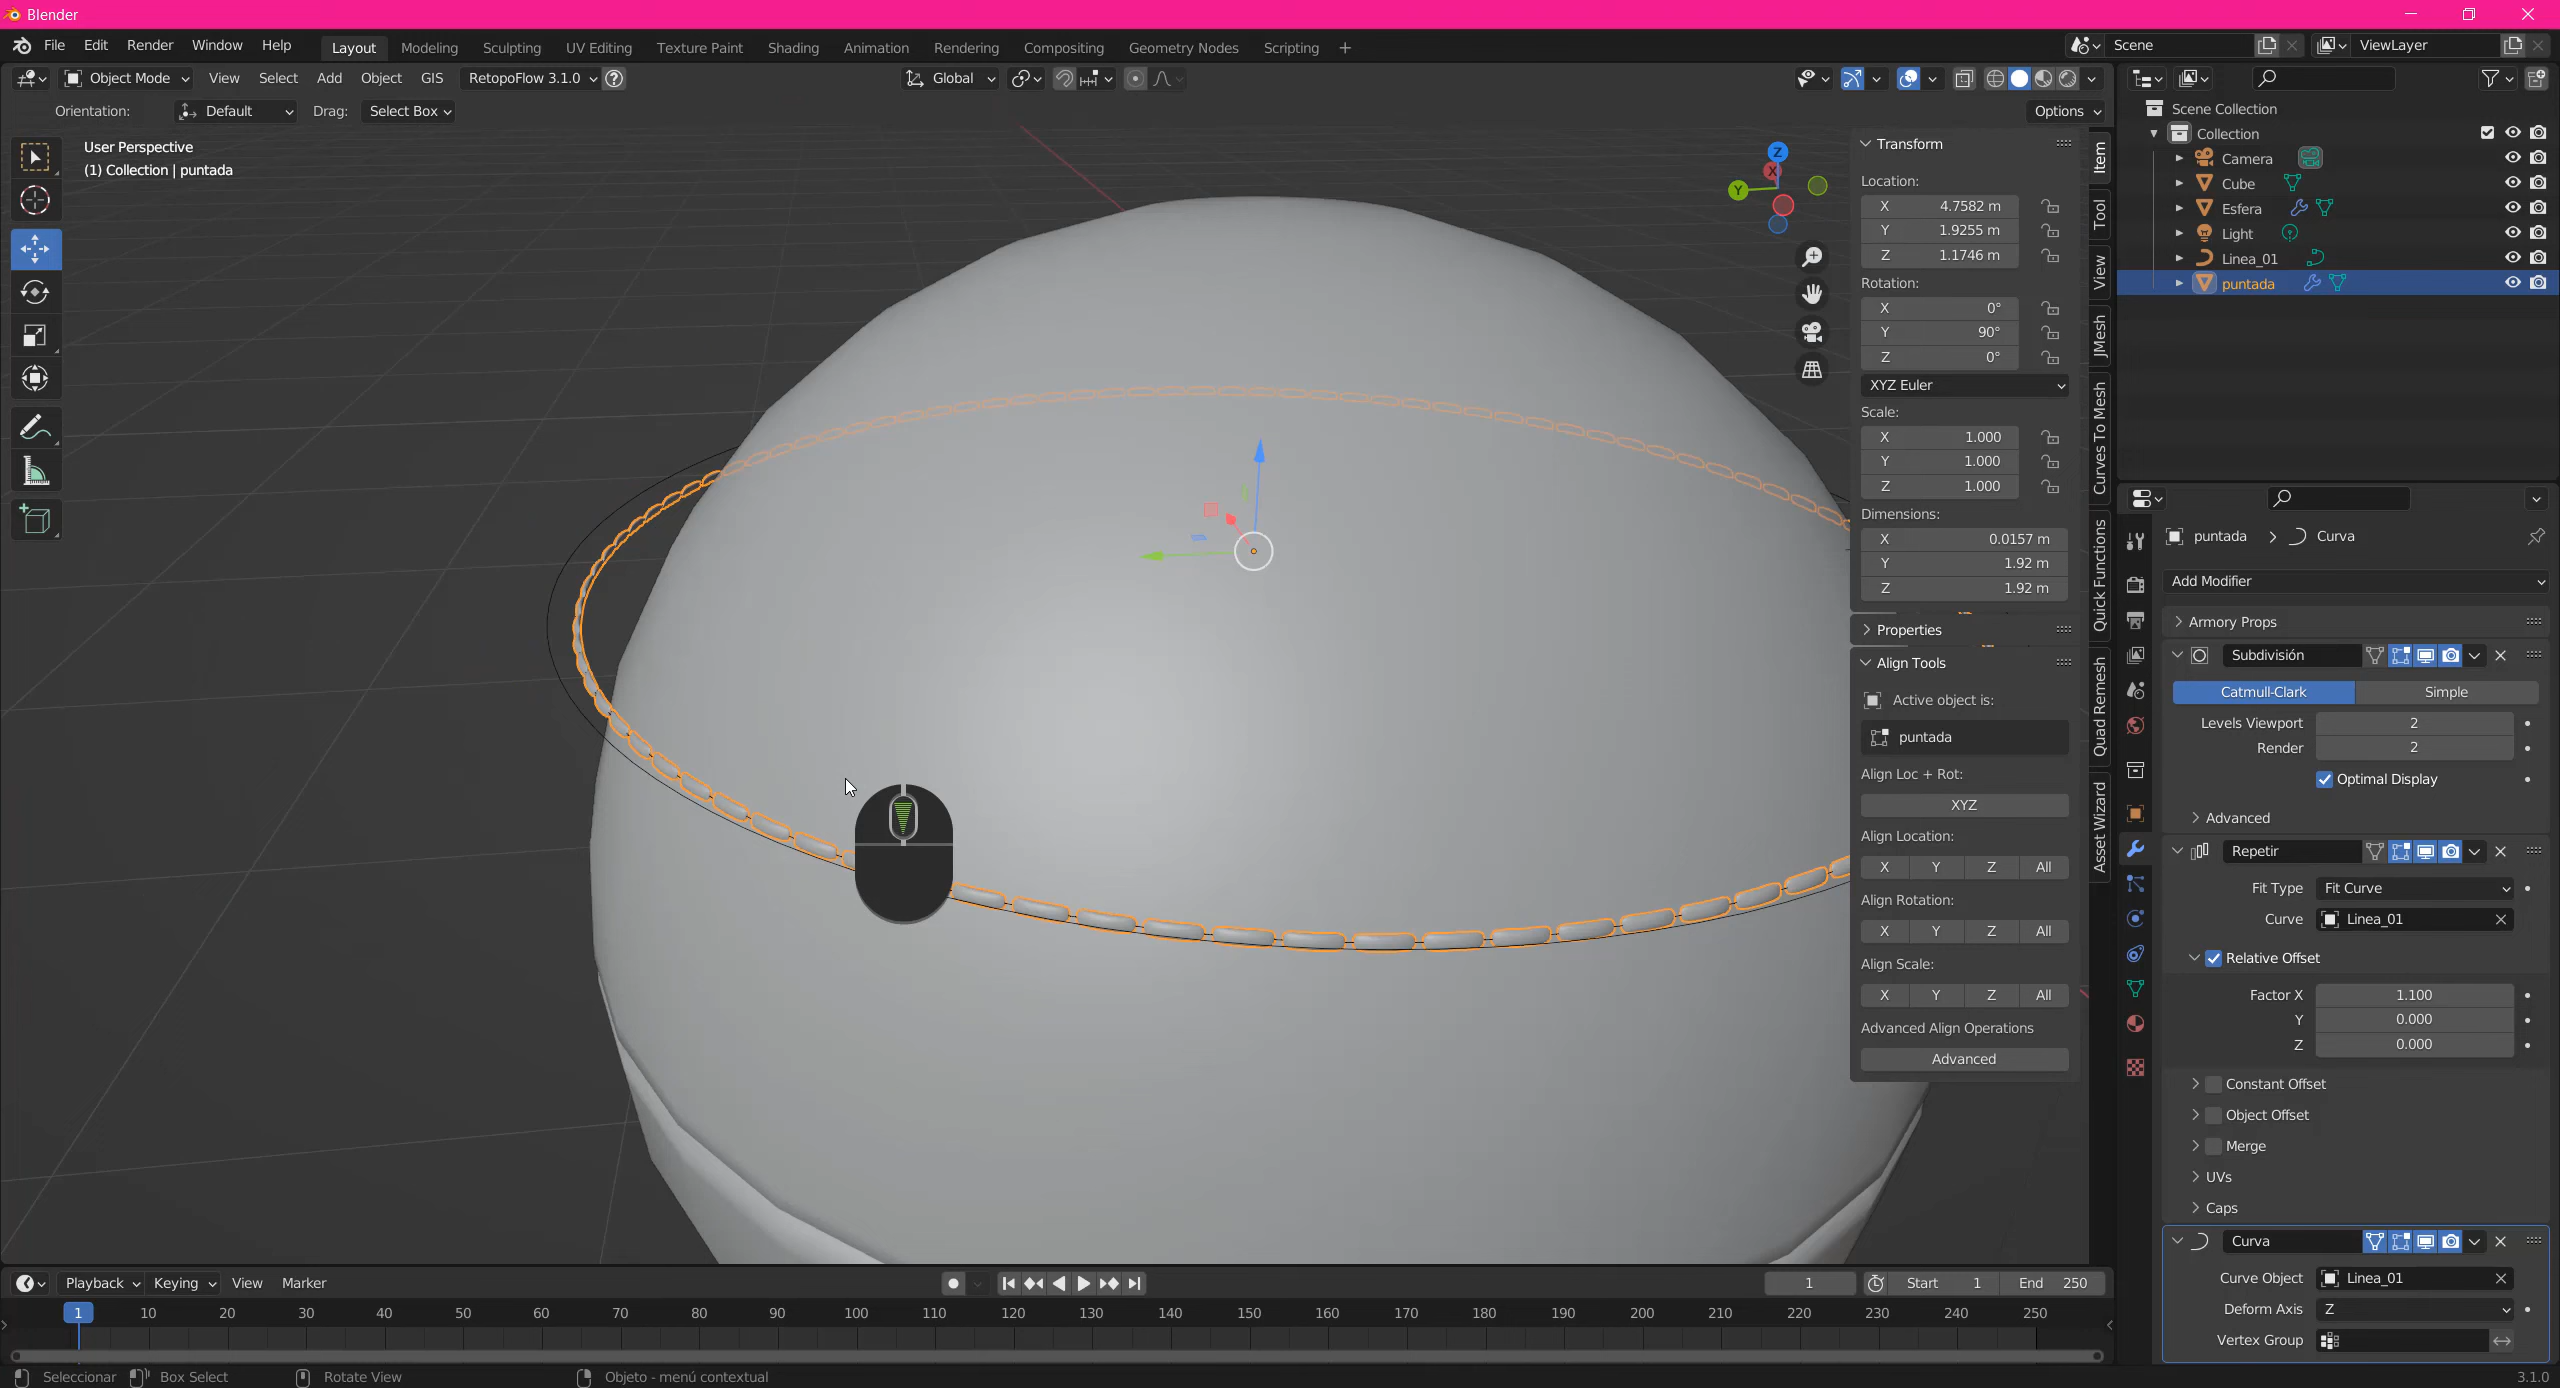 Blender
File Edit Render Window Help
Layout Modeling Sculpting UV Editing Texture Paint Shading Animation Rendering Compositing Geometry Nodes Scripting +
Scene ViewLayer
Object Mode View Select Add Object GIS RetopoFlow 3.1.0
Global
Orientation: Default Drag: Select Box
Options
User Perspective
(1) Collection | puntada
Z
X
Y
Transform
Location:
X 4.7582 m
Y 1.9255 m
Z 1.1746 m
Rotation:
X 0°
Y 90°
Z 0°
XYZ Euler
Scale:
X 1.000
Y 1.000
Z 1.000
Dimensions:
X 0.0157 m
Y 1.92 m
Z 1.92 m
Properties
Align Tools
Active object is:
puntada
Align Loc + Rot:
XYZ
Align Location:
X Y Z All
Align Rotation:
X Y Z All
Align Scale:
X Y Z All
Advanced Align Operations
Advanced
Item
Tool
View
JMesh
Curves To Mesh
Quick Functions
Quad Remesh
Asset Wizard
Scene Collection
Collection
Camera
Cube
Esfera
Light
Linea_01
puntada
puntada > Curva
Add Modifier
Armory Props
Subdivisión
Catmull-Clark Simple
Levels Viewport 2
Render 2
Optimal Display
Advanced
Repetir
Fit Type Fit Curve
Curve Linea_01
Relative Offset
Factor X 1.100
Y 0.000
Z 0.000
Constant Offset
Object Offset
Merge
UVs
Caps
Curva
Curve Object Linea_01
Deform Axis Z
Vertex Group
Playback Keying View Marker
1 Start 1 End 250
1 10 20 30 40 50 60 70 80 90 100 110 120 130 140 150 160 170 180 190 200 210 220 230 240 250
Seleccionar Box Select Rotate View Objeto - menú contextual
3.1.0